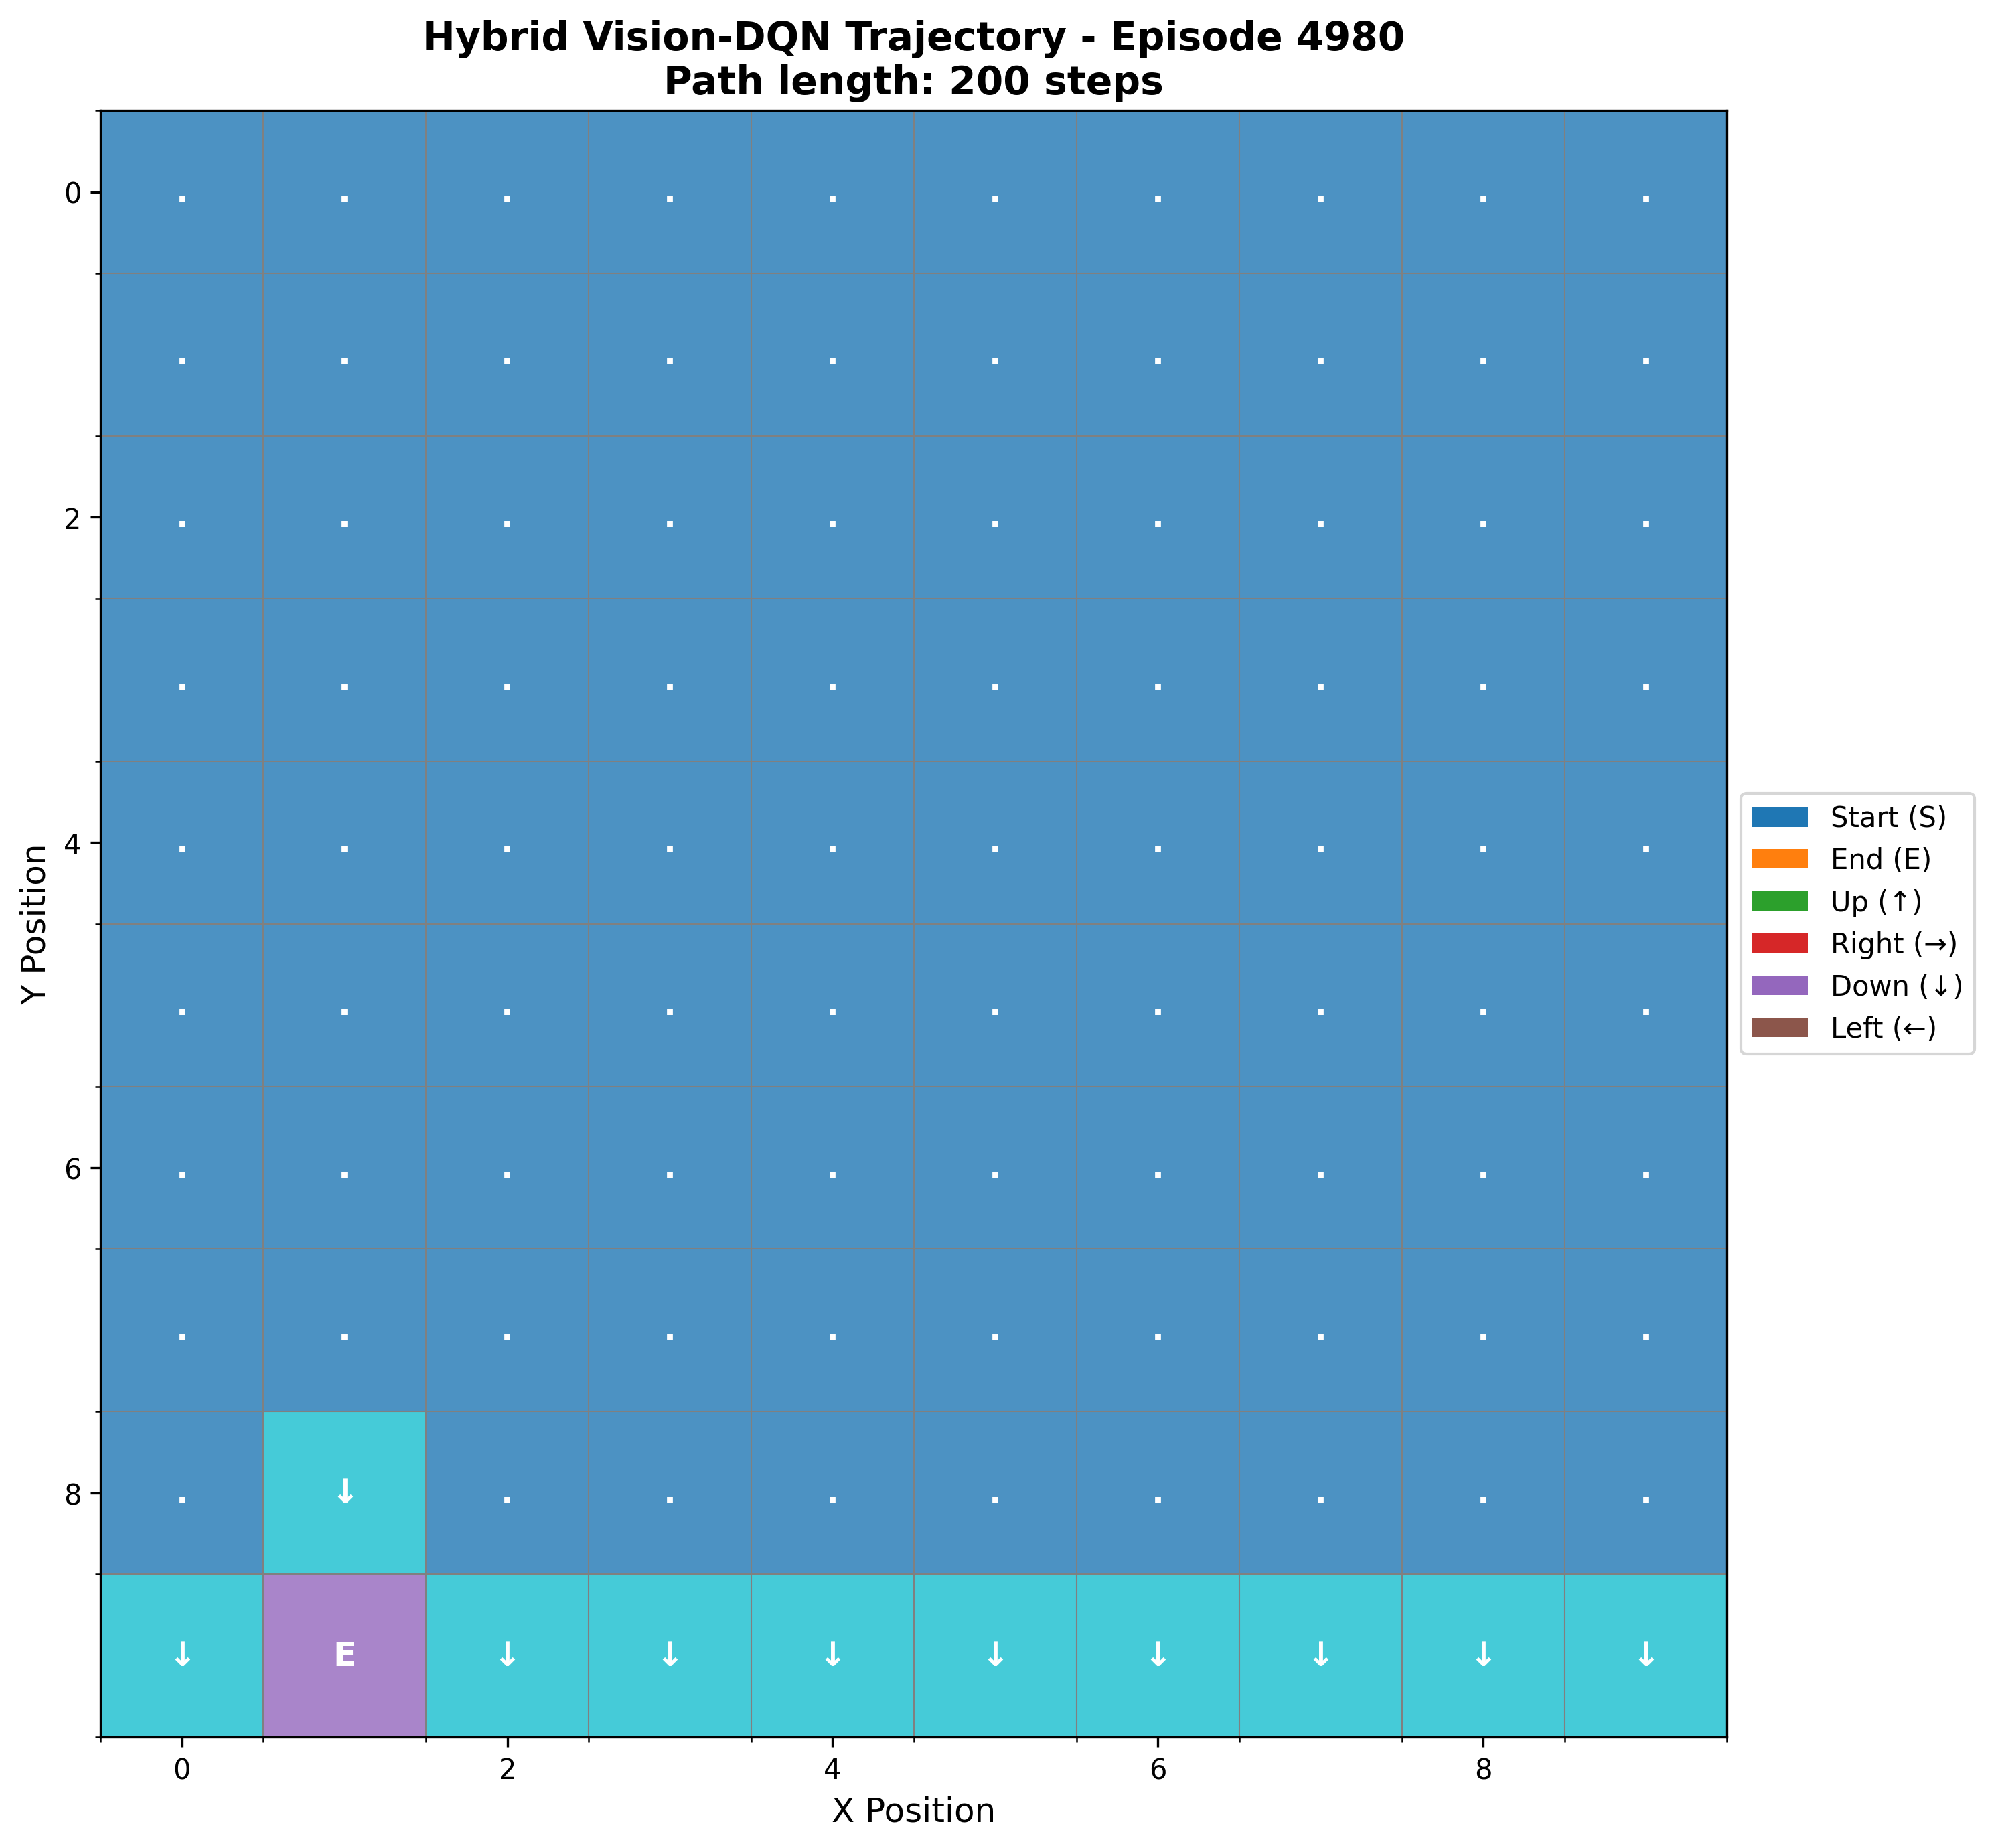 Hybrid Vision-DQN Trajectory - Episode 4980
Path length: 200 steps
0
. . . . . . . . . .
. . . . . . . . . .
2
. . . . . . . . . .
. . . . . . . . . .
4
. . . . . . . . . .
. . . . . . . . . .
6
. . . . . . . . . .
. . . . . . . . . .
8
. ↓ . . . . . . . .
↓ E ↓ ↓ ↓ ↓ ↓ ↓ ↓ ↓
0 2 4 6 8
X Position
Y Position
Start (S)
End (E)
Up (↑)
Right (→)
Down (↓)
Left (←)